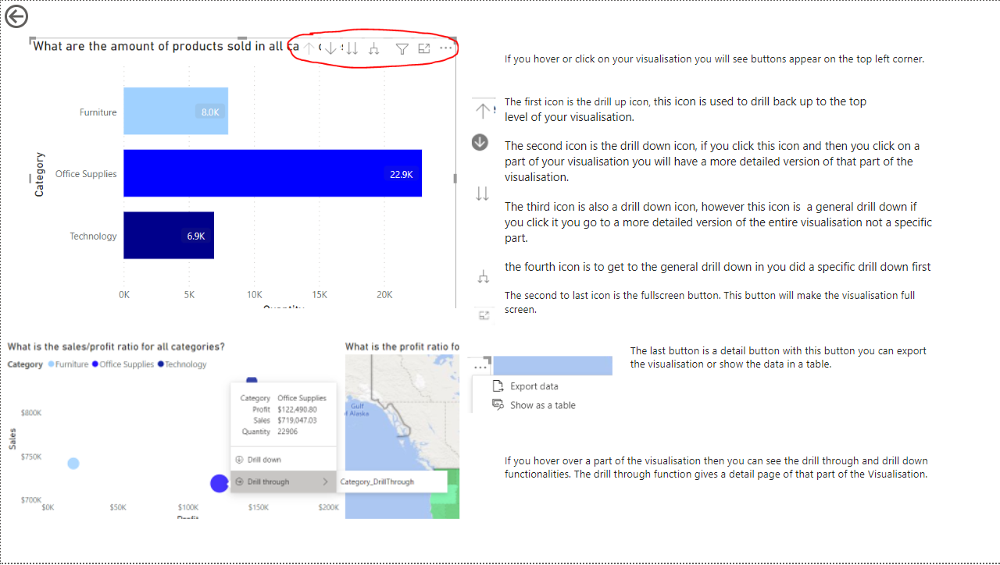 What are the amount of products sold in all ca
If you hover or click on your visualisation you will see buttons appear on the top left corner.
Furniture
8.0K
Office Supplies
22.9K
Technology
6.9K
Category
0K 5K 10K 15K 20K
Quantity
The first icon is the drill up icon, this icon is used to drill back up to the top
level of your visualisation.
The second icon is the drill down icon, if you click this icon and then you click on a
part of your visualisation you will have a more detailed version of that part of the
visualisation.
The third icon is also a drill down icon, however this icon is  a general drill down if
you click it you go to a more detailed version of the entire visualisation not a specific
part.
the fourth icon is to get to the general drill down in you did a specific drill down first
The second to last icon is the fullscreen button. This button will make the visualisation full
screen.
What is the sales/profit ratio for all categories?
Category Furniture Office Supplies Technology
$800K
$750K
$700K
Sales
$0K $50K $100K $150K $200K
Profit
Category Office Supplies
Profit $122,490.80
Sales $719,047.03
Quantity 22906
Drill down
Drill through
Category_DrillThrough
What is the profit ratio fo
Gulf
f Alaska
The last button is a detail button with this button you can export
the visualisation or show the data in a table.
Export data
Show as a table
If you hover over a part of the visualisation then you can see the drill through and drill down
functionalities. The drill through function gives a detail page of that part of the Visualisation.